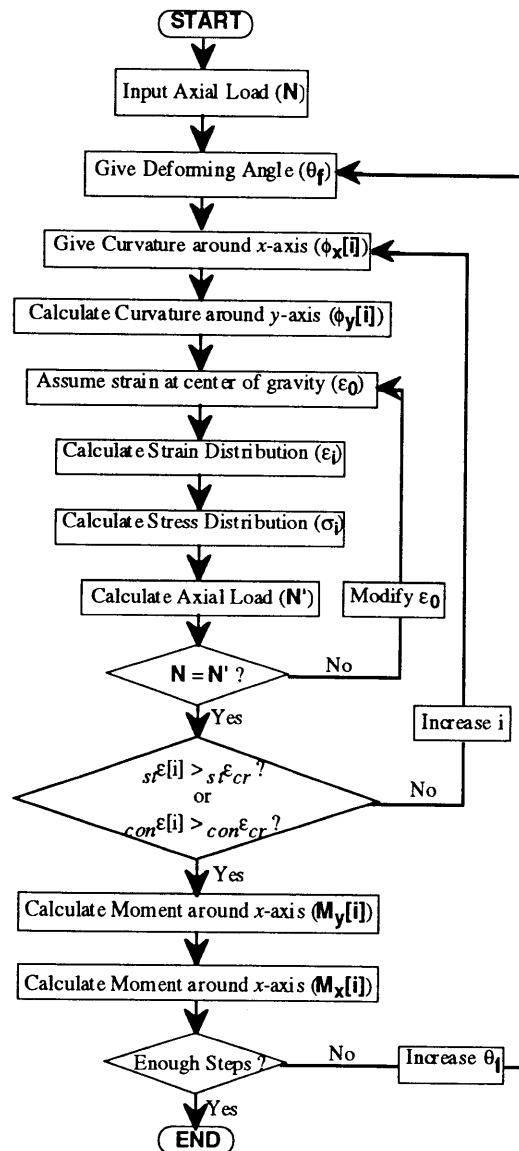 START
Input Axial Load (N)
Give Deforming Angle (θf)
Give Curvature around x-axis (ϕx[i])
Calculate Curvature around y-axis (ϕy[i])
Assume strain at center of gravity (ε0)
Calculate Strain Distribution (εi)
Calculate Stress Distribution (σi)
Calculate Axial Load (N')
Modify ε0
N = N' ?
No
Yes
Increase i
stε[i] > stεcr ?
or
conε[i] > conεcr ?
No
Yes
Calculate Moment around x-axis (My[i])
Calculate Moment around x-axis (Mx[i])
Enough Steps ?
No
Increase θf
Yes
END